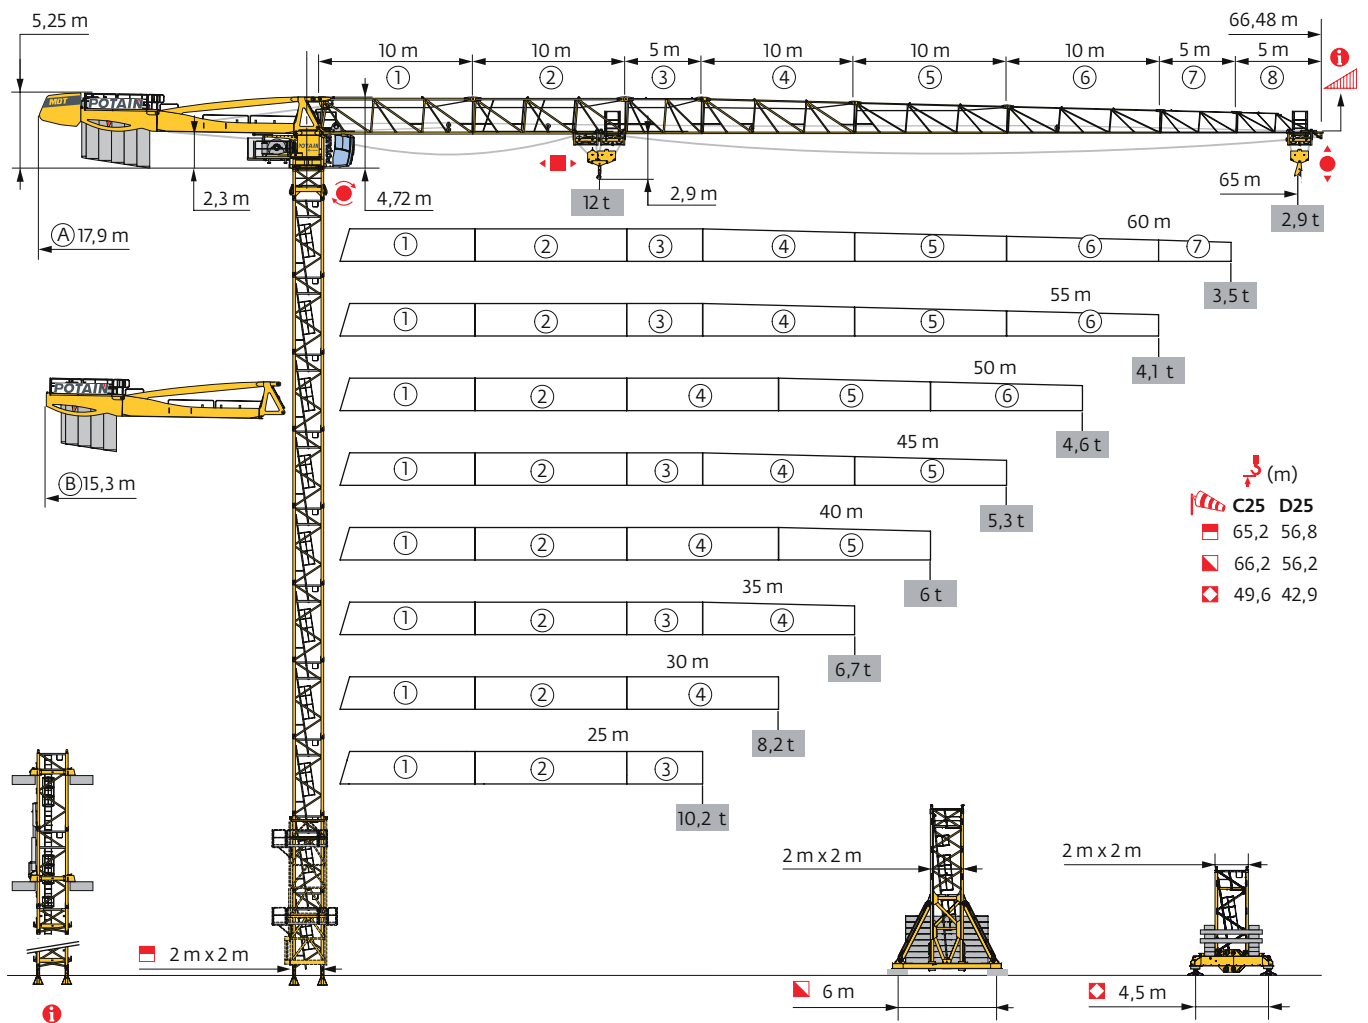 5,25 m
66,48 m
10 m 10 m 5 m 10 m 10 m 10 m 5 m 5 m
1 2 3 4 5 6 7 8
i
MDT POTAIN
POTAIN
2,3 m
4,72 m
12 t
2,9 m
65 m
2,9 t
A 17,9 m
60 m
1 2 3 4 5 6 7
3,5 t
55 m
1 2 3 4 5 6
4,1 t
50 m
1 2 4 5 6
4,6 t
POTAIN
B 15,3 m
45 m
1 2 3 4 5
5,3 t
40 m
1 2 4 5
6 t
35 m
1 2 3 4
6,7 t
30 m
1 2 4
8,2 t
25 m
1 2 3
10,2 t
(m)
C25 D25
65,2 56,8
66,2 56,2
49,6 42,9
2 m x 2 m
2 m x 2 m
2 m x 2 m
6 m
4,5 m
i